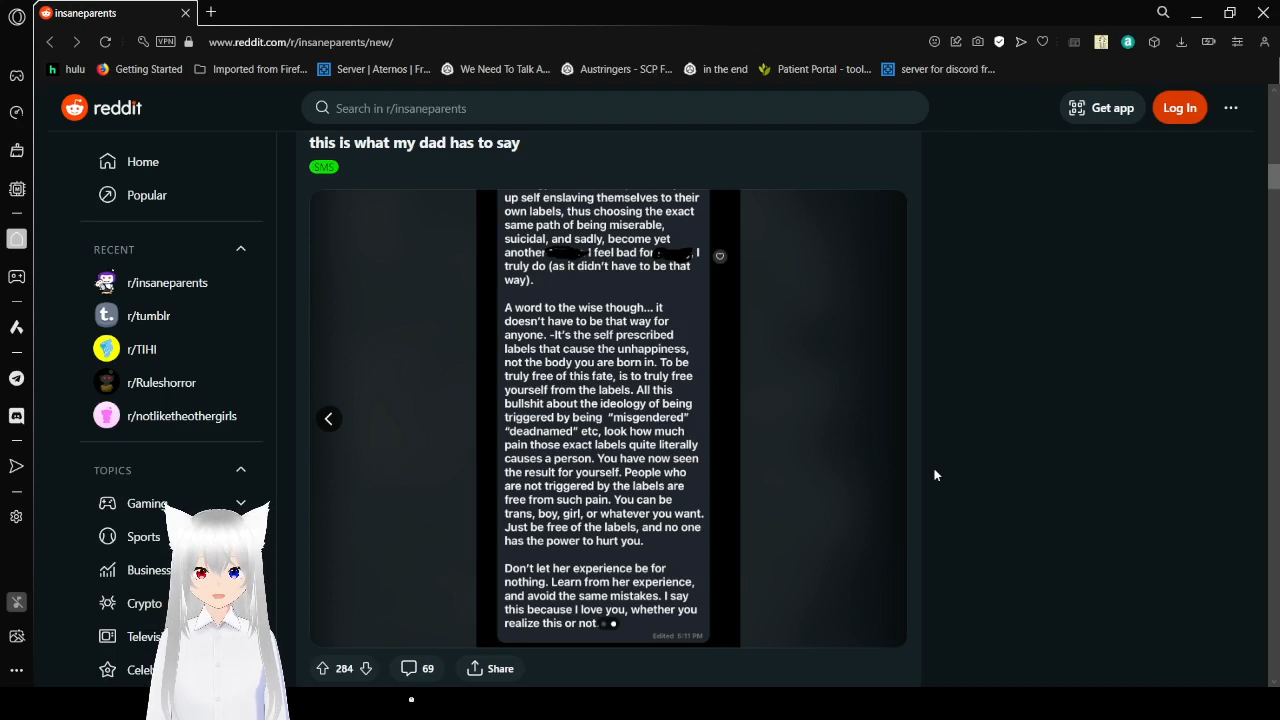 insaneparents
VPN
www.reddit.com/r/insaneparents/new/
hulu
Getting Started
Imported from Firef...
Server | Aternos | Fr...
We Need To Talk A...
Austringers - SCP F...
in the end
Patient Portal - tool...
server for discord fr...
reddit
Search in r/insaneparents
Get app
Log In
Home
Popular
RECENT
r/insaneparents
r/tumblr
r/TIHI
r/Ruleshorror
r/notliketheothergirls
TOPICS
Gaming
Sports
Business
Crypto
Televisi
Celeb
this is what my dad has to say
SMS
up self enslaving themselves to their
own labels, thus choosing the exact
same path of being miserable,
suicidal, and sadly, become yet
another I feel bad for I
truly do (as it didn't have to be that
way).
A word to the wise though... it
doesn't have to be that way for
anyone. -It's the self prescribed
labels that cause the unhappiness,
not the body you are born in. To be
truly free of this fate, is to truly free
yourself from the labels. All this
bullshit about the ideology of being
triggered by being "misgendered"
"deadnamed" etc, look how much
pain those exact labels quite literally
causes a person. You have now seen
the result for yourself. People who
are not triggered by the labels are
free from such pain. You can be
trans, boy, girl, or whatever you want.
Just be free of the labels, and no one
has the power to hurt you.
Don't let her experience be for
nothing. Learn from her experience,
and avoid the same mistakes. I say
this because I love you, whether you
realize this or not.
Edited 5:11 PM
284
69
Share